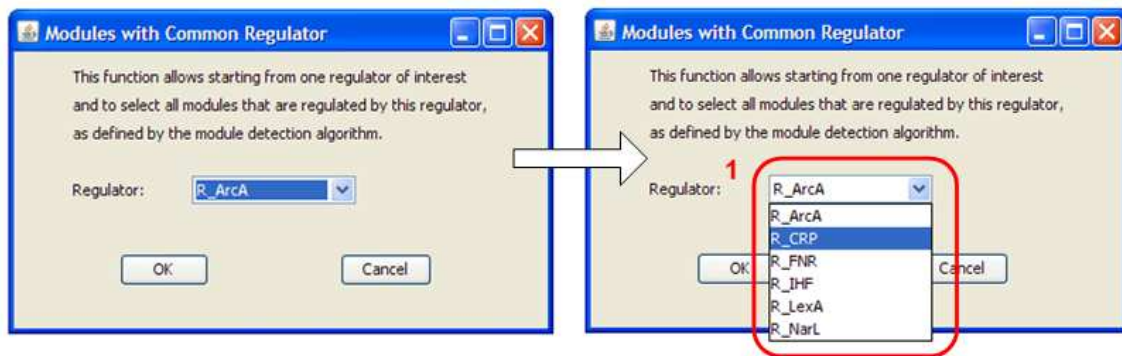 Modules with Common Regulator
This function allows starting from one regulator of interest
and to select all modules that are regulated by this regulator,
as defined by the module detection algorithm.
Regulator:
R_ArcA
OK
Cancel
Modules with Common Regulator
This function allows starting from one regulator of interest
and to select all modules that are regulated by this regulator,
as defined by the module detection algorithm.
Regulator:
1
R_ArcA
R_ArcA
R_CRP
R_FNR
R_IHF
R_LexA
R_NarL
OK
Cancel